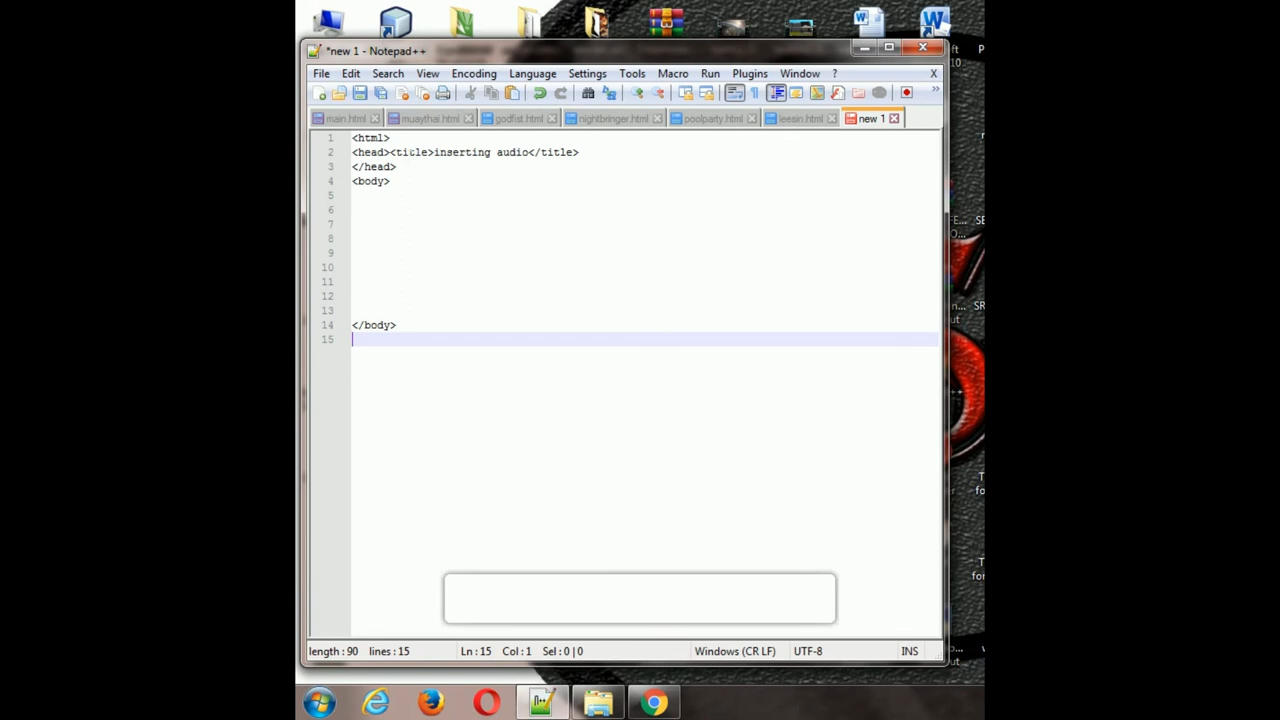 *new 1 - Notepad++
File Edit Search View Encoding Language Settings Tools Macro Run Plugins Window ? X
main.html muaythai.html godfist.html nightbringer.html poolparty.html leesin.html new 1
1 <html>
2 <head><title>inserting audio</title>
3 </head>
4 <body>
5
6
7
8
9
10
11
12
13
14 </body>
15
length : 90 lines : 15 Ln : 15 Col : 1 Sel : 0 | 0 Windows (CR LF) UTF-8 INS